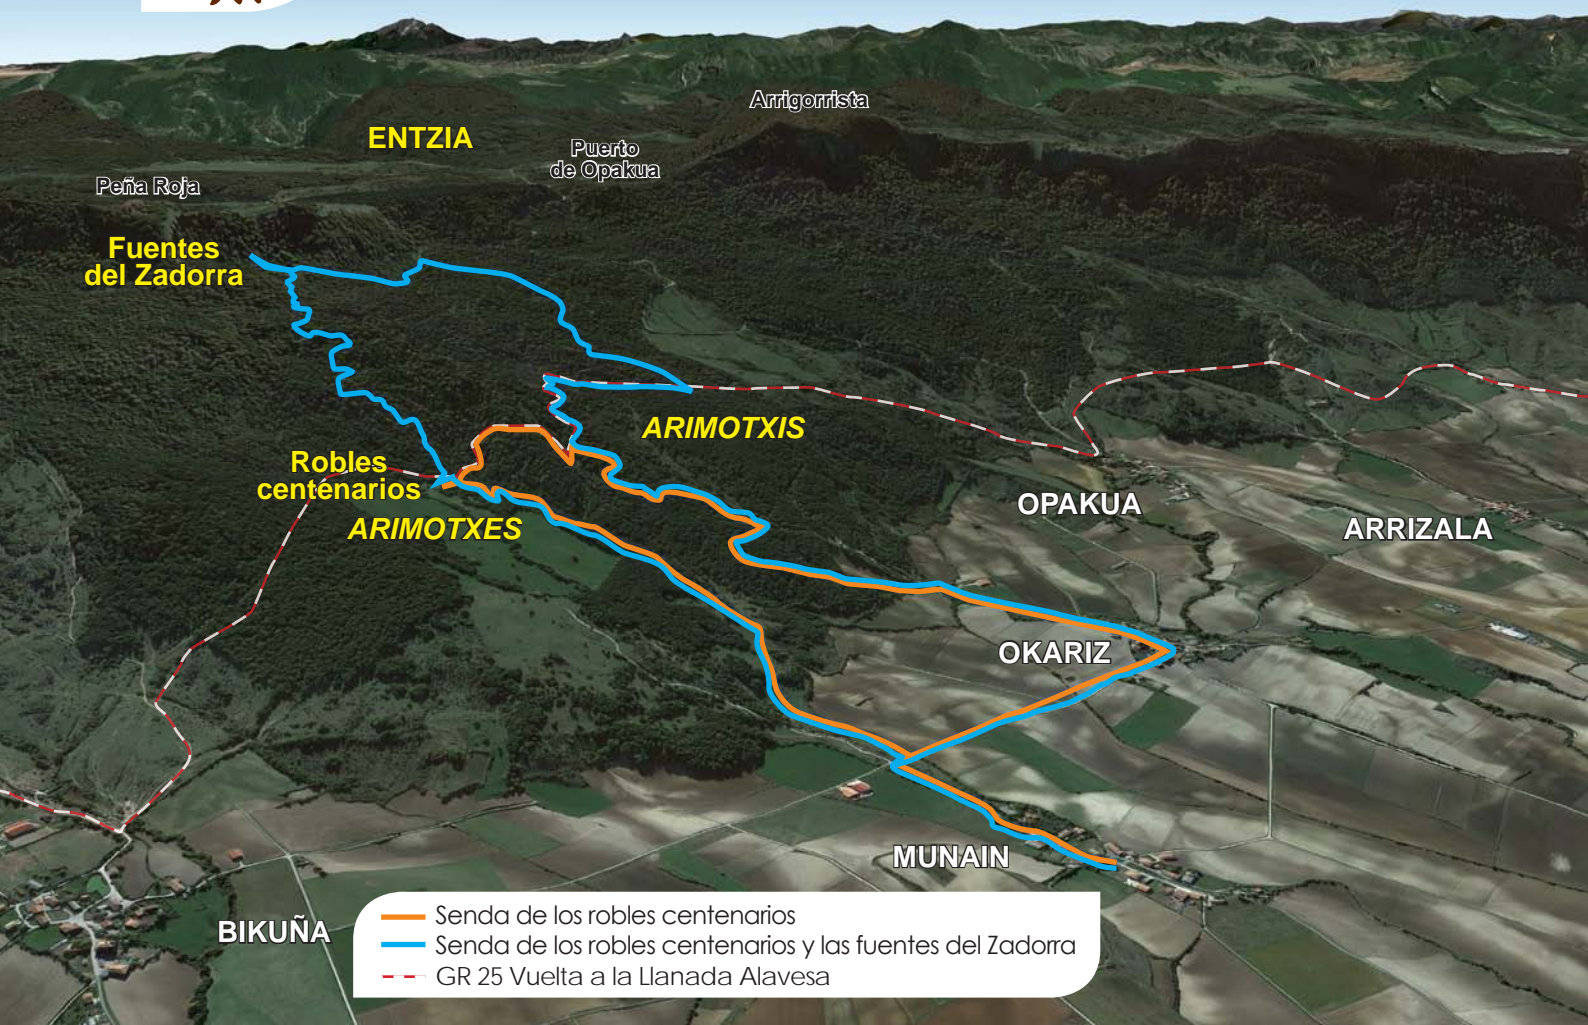 Arrigorrista
ENTZIA
Puerto
de Opakua
Peña Roja
Fuentes
del Zadorra
ARIMOTXIS
Robles
centenarios
ARIMOTXES
OPAKUA
ARRIZALA
OKARIZ
MUNAIN
BIKUÑA
Senda de los robles centenarios
Senda de los robles centenarios y las fuentes del Zadorra
GR 25 Vuelta a la Llanada Alavesa